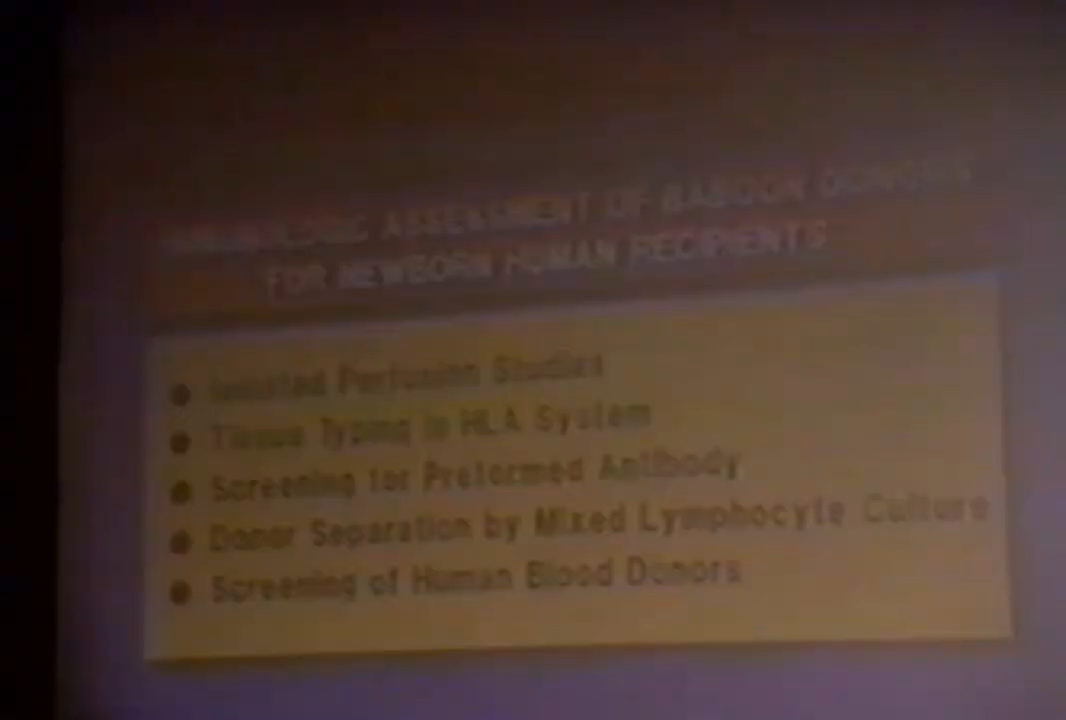 ASSESSMENT OF BABOON DONORS
FOR NEWBORN HUMAN RECIPIENTS
● Isolated Perfusion Studies
● Tissue Typing in HLA System
● Screening for Preformed Antibody
● Donor Separation by Mixed Lymphocyte Culture
● Screening of Human Blood Donors